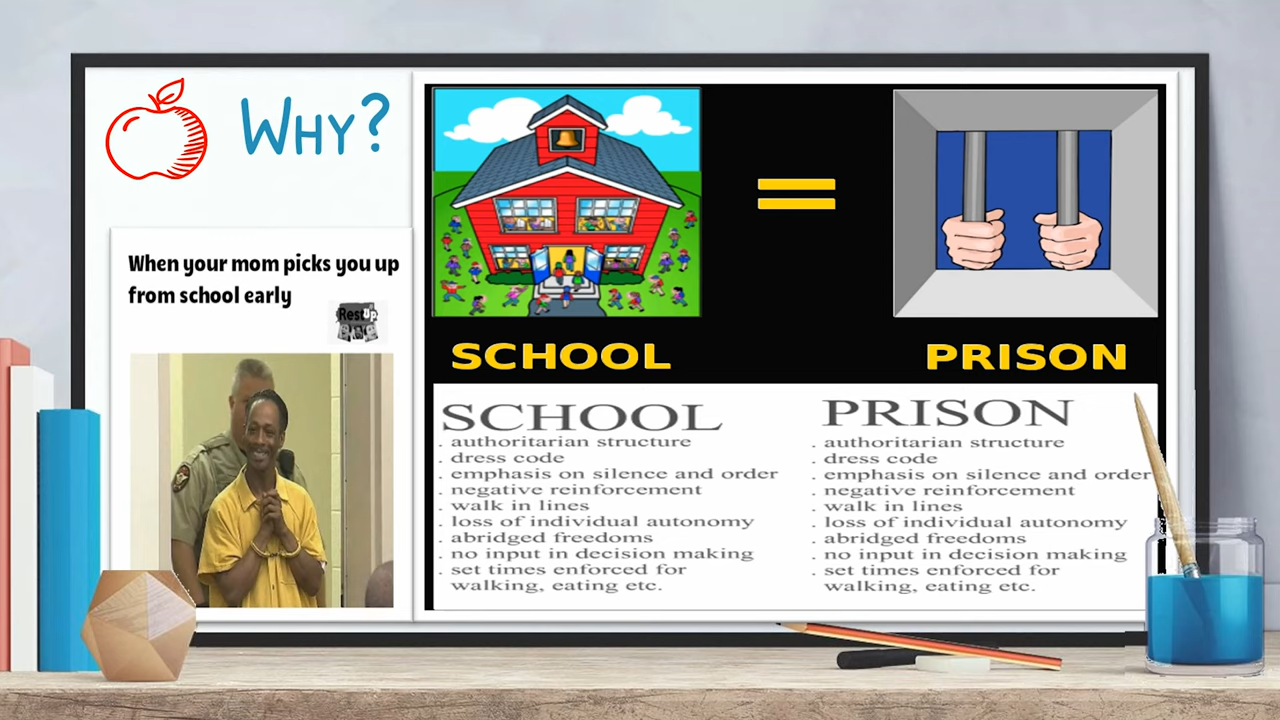 WHY?
When your mom picks you up
from school early
RestUp
SCHOOL
PRISON
SCHOOL
. authoritarian structure
. dress code
. emphasis on silence and order
. negative reinforcement
. walk in lines
. loss of individual autonomy
. abridged freedoms
. no input in decision making
. set times enforced for
walking, eating etc.
PRISON
. authoritarian structure
. dress code
. emphasis on silence and order
. negative reinforcement
. walk in lines
. loss of individual autonomy
. abridged freedoms
. no input in decision making
. set times enforced for
walking, eating etc.